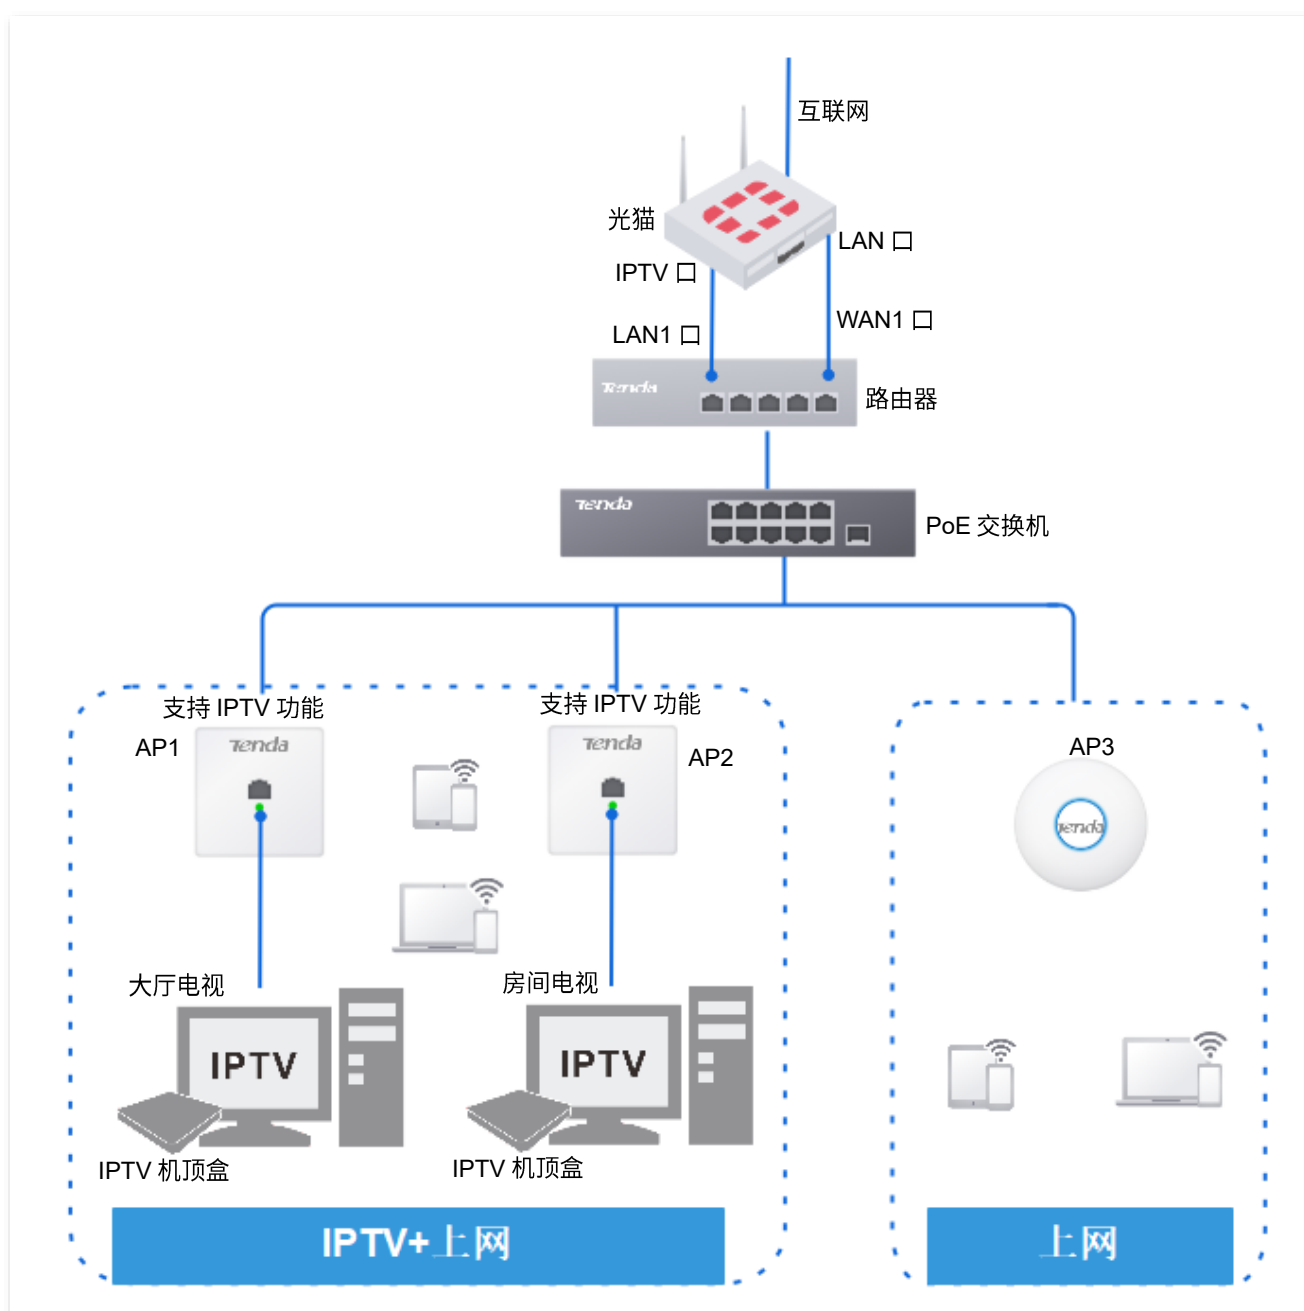 互联网
光猫
LAN 口
IPTV 口
WAN1 口
LAN1 口
Tenda
路由器
Tenda
PoE 交换机
支持 IPTV 功能
支持 IPTV 功能
AP1
Tenda
Tenda
AP2
AP3
Tenda
大厅电视
房间电视
IPTV
IPTV
IPTV 机顶盒
IPTV 机顶盒
IPTV+上网
上网